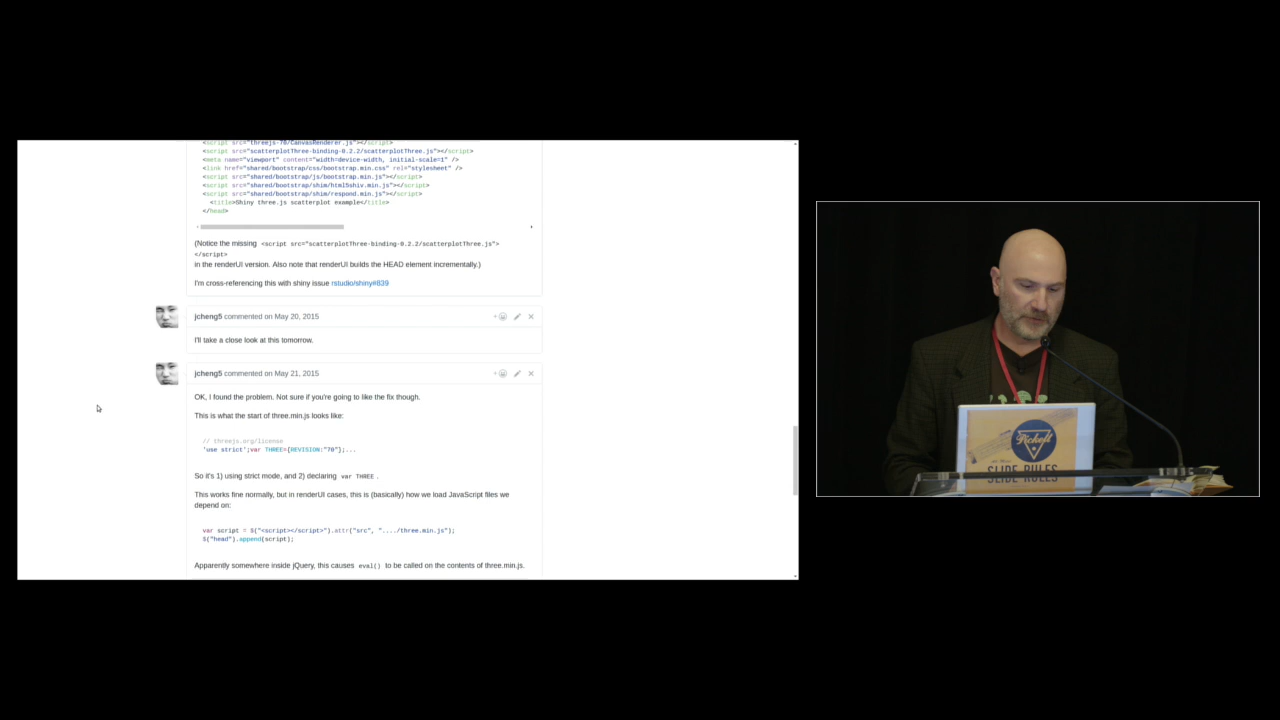 <script src="threejs-70/CanvasRenderer.js"></script>
<script src="scatterplotThree-binding-0.2.2/scatterplotThree.js"></script>
<meta name="viewport" content="width=device-width, initial-scale=1" />
<link href="shared/bootstrap/css/bootstrap.min.css" rel="stylesheet" />
<script src="shared/bootstrap/js/bootstrap.min.js"></script>
<script src="shared/bootstrap/shim/html5shiv.min.js"></script>
<script src="shared/bootstrap/shim/respond.min.js"></script>
<title>Shiny three.js scatterplot example</title>
</head>
(Notice the missing <script src="scatterplotThree-binding-0.2.2/scatterplotThree.js">
</script>
in the renderUI version. Also note that renderUI builds the HEAD element incrementally.)
I'm cross-referencing this with shiny issue rstudio/shiny#839
jcheng5 commented on May 20, 2015
I'll take a close look at this tomorrow.
jcheng5 commented on May 21, 2015
OK, I found the problem. Not sure if you're going to like the fix though.
This is what the start of three.min.js looks like:
// threejs.org/license
'use strict';var THREE={REVISION:"70"};...
So it's 1) using strict mode, and 2) declaring var THREE .
This works fine normally, but in renderUI cases, this is (basically) how we load JavaScript files we
depend on:
var script = $("<script></script>").attr("src", "..../three.min.js");
$("head").append(script);
Apparently somewhere inside jQuery, this causes eval() to be called on the contents of three.min.js.
Pickett
SLIDE RULES